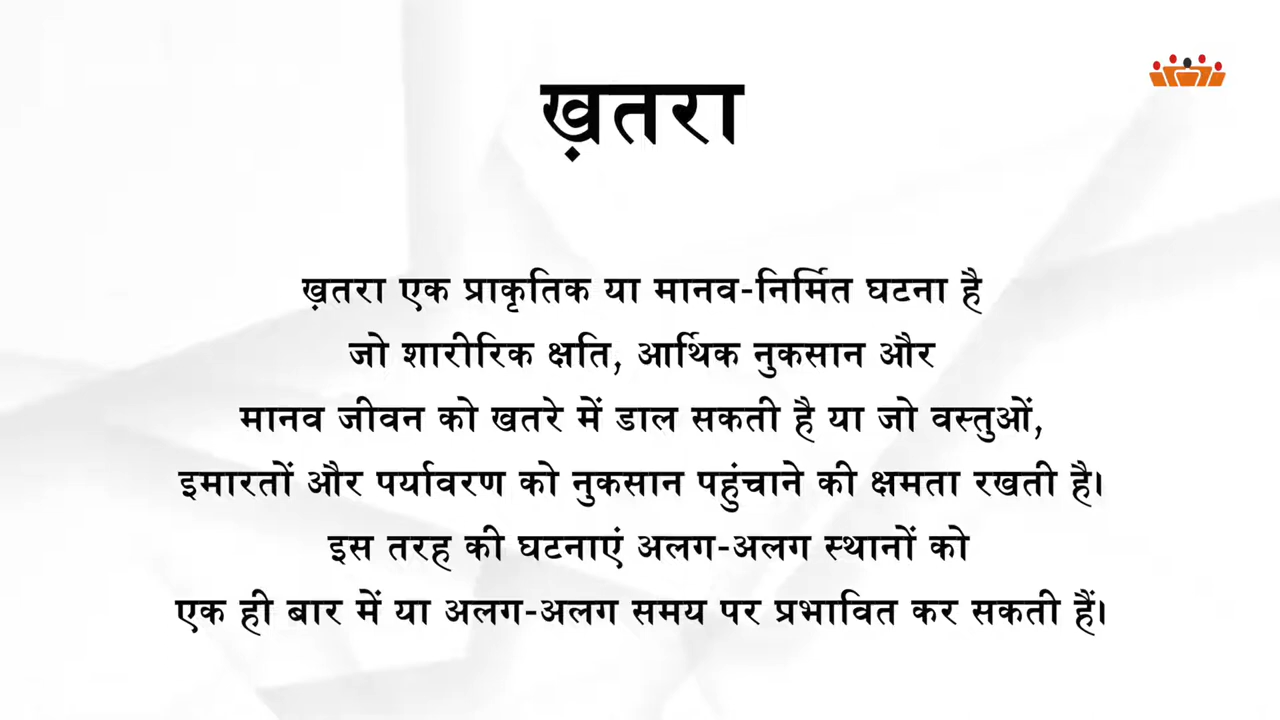 ख़तरा
ख़तरा एक प्राकृतिक या मानव-निर्मित घटना है
जो शारीरिक क्षति, आर्थिक नुकसान और
मानव जीवन को खतरे में डाल सकती है या जो वस्तुओं,
इमारतों और पर्यावरण को नुकसान पहुंचाने की क्षमता रखती है।
इस तरह की घटनाएं अलग-अलग स्थानों को
एक ही बार में या अलग-अलग समय पर प्रभावित कर सकती हैं।